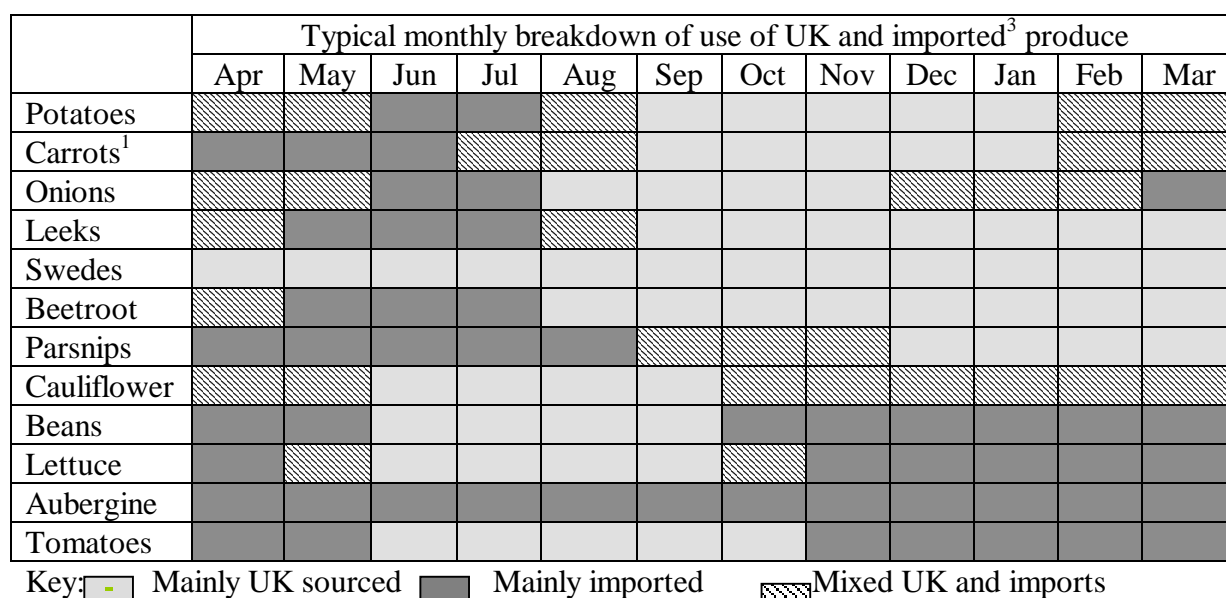 Typical monthly breakdown of use of UK and imported³ produce
Apr May Jun Jul Aug Sep Oct Nov Dec Jan Feb Mar
Potatoes
Carrots¹
Onions
Leeks
Swedes
Beetroot
Parsnips
Cauliflower
Beans
Lettuce
Aubergine
Tomatoes
Key: Mainly UK sourced Mainly imported Mixed UK and imports